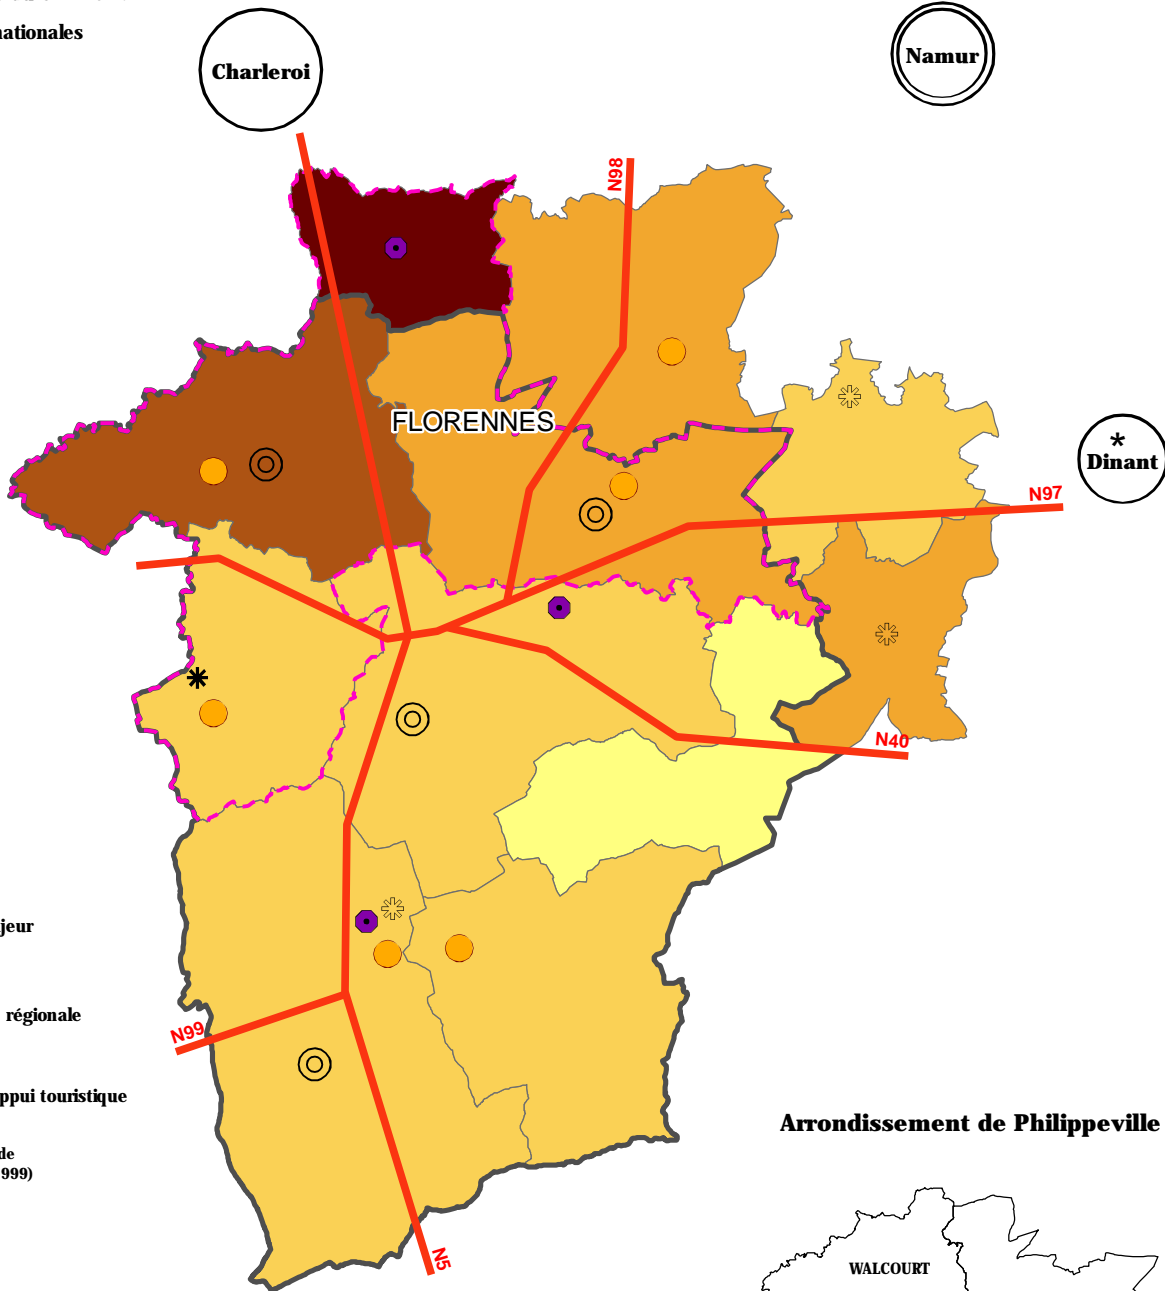 nationales
Charleroi
Namur
N98
FLORENNES
*
Dinant
N97
N40
jeur
régionale
N99
ppui touristique
Arrondissement de Philippeville
de
999)
N5
WALCOURT